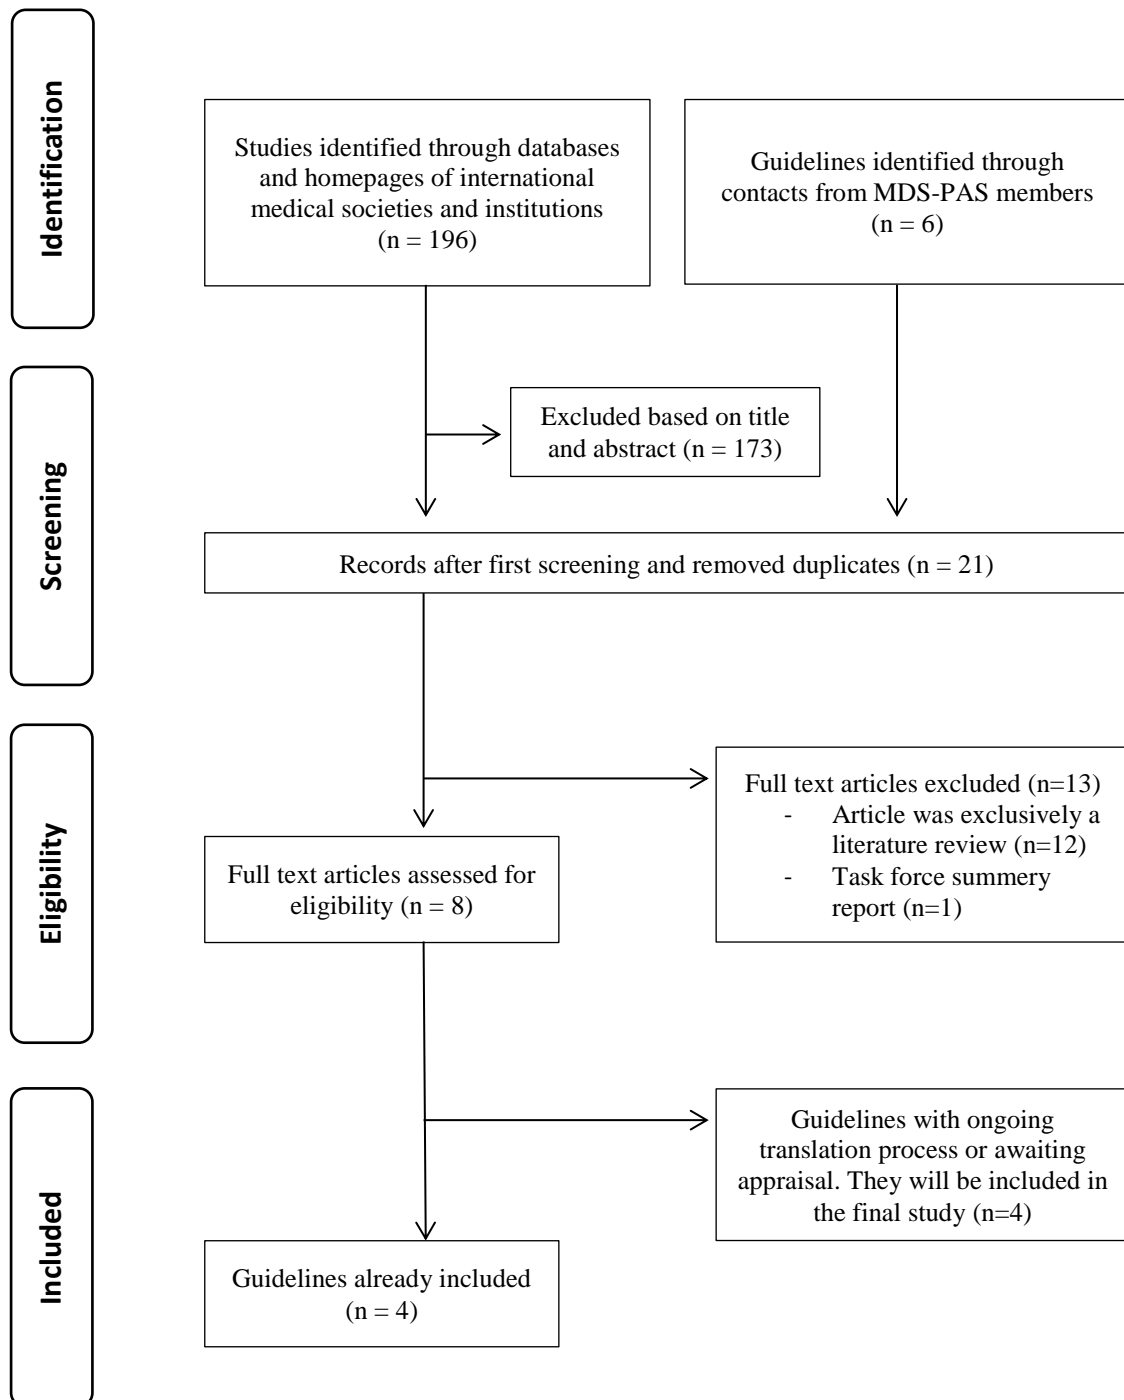 Identification
Studies identified through databases
and homepages of international
medical societies and institutions
(n = 196)
Guidelines identified through
contacts from MDS-PAS members
(n = 6)
Screening
Excluded based on title
and abstract (n = 173)
Records after first screening and removed duplicates (n = 21)
Eligibility
Full text articles excluded (n=13)
- Article was exclusively a
literature review (n=12)
- Task force summery
report (n=1)
Full text articles assessed for
eligibility (n = 8)
Included
Guidelines with ongoing
translation process or awaiting
appraisal. They will be included in
the final study (n=4)
Guidelines already included
(n = 4)